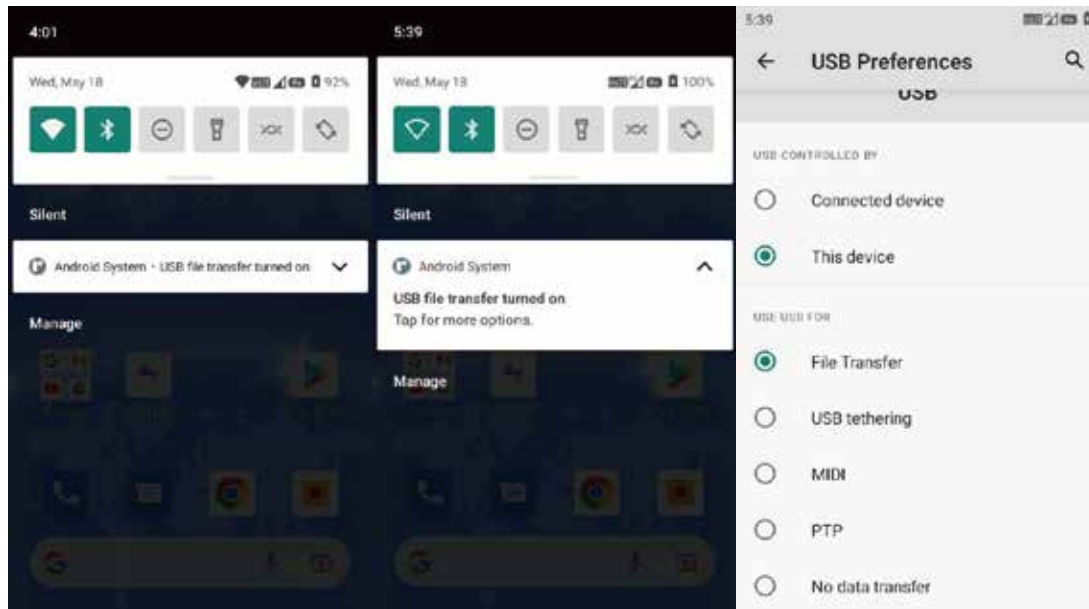 4:01
Wed, May 18
92%
Silent
Android System • USB file transfer turned on
Manage
5:39
Wed, May 18
100%
Silent
Android System
USB file transfer turned on
Tap for more options.
Manage
5:39
USB Preferences
USB
USB CONTROLLED BY
Connected device
This device
USE USB FOR
File Transfer
USB tethering
MIDI
PTP
No data transfer